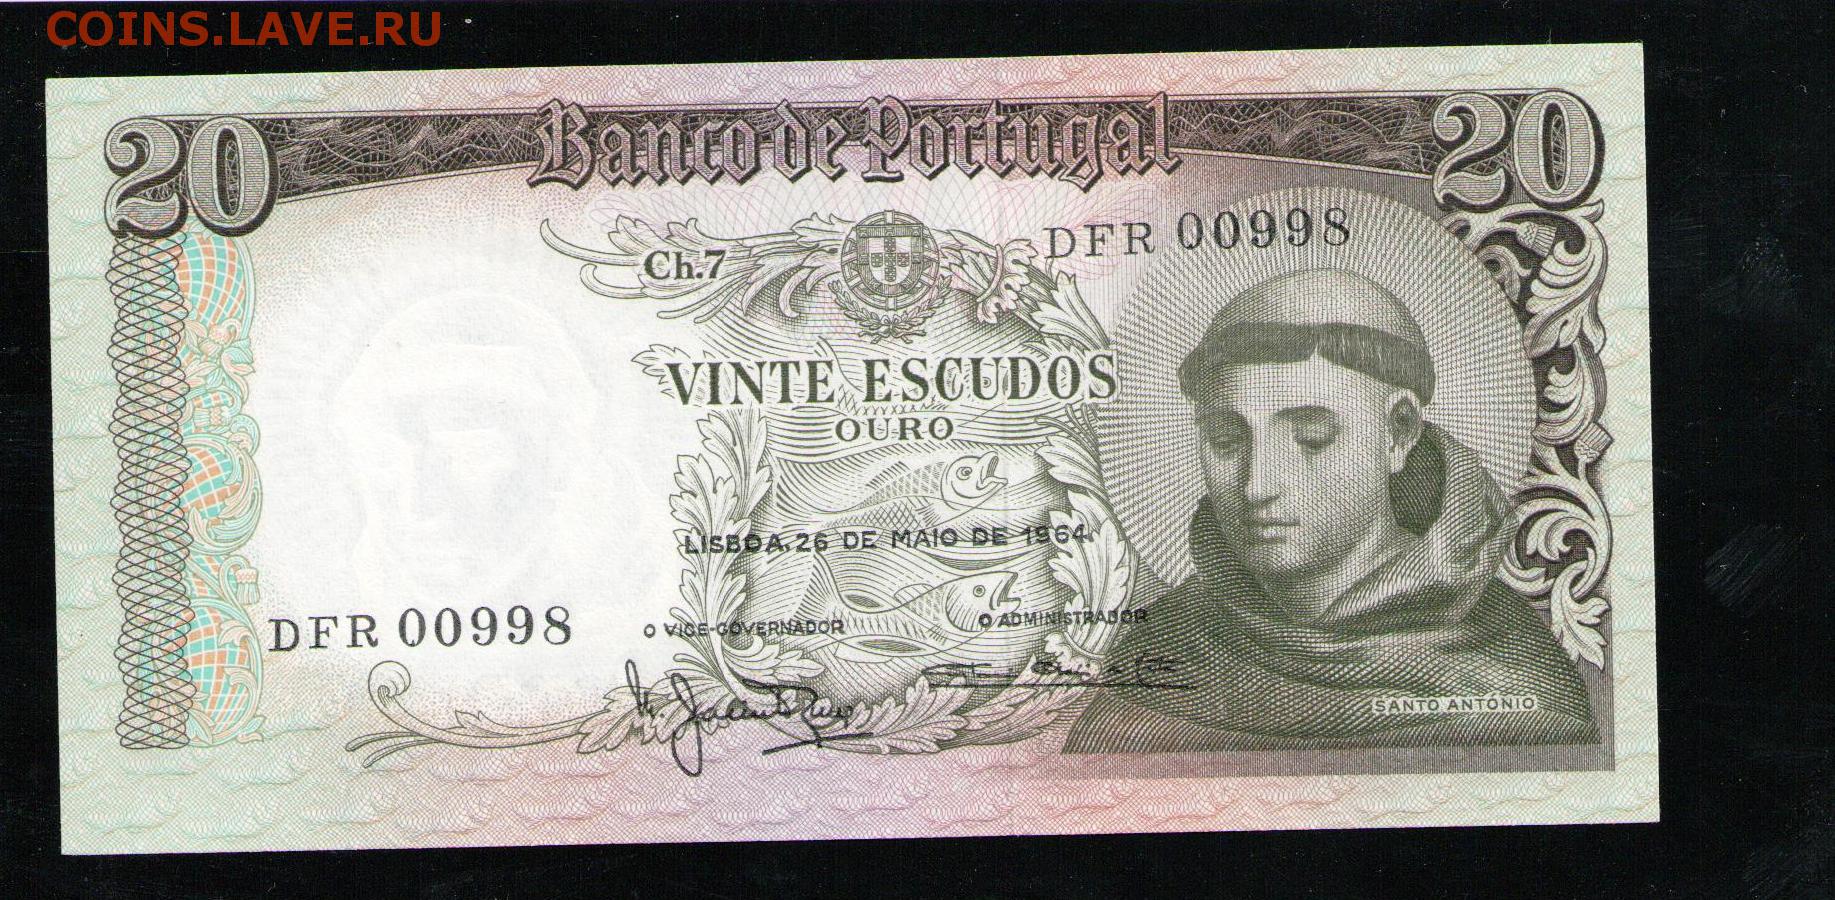 COINS.LAVE.RU
20 Banco de Portugal 20
DFR 00998
Ch.7
VINTE ESCUDOS
OURO
LISBOA, 26 DE MAIO DE 1964.
DFR 00998
O VICE-GOVERNADOR
O ADMINISTRADOR
SANTO ANTÓNIO